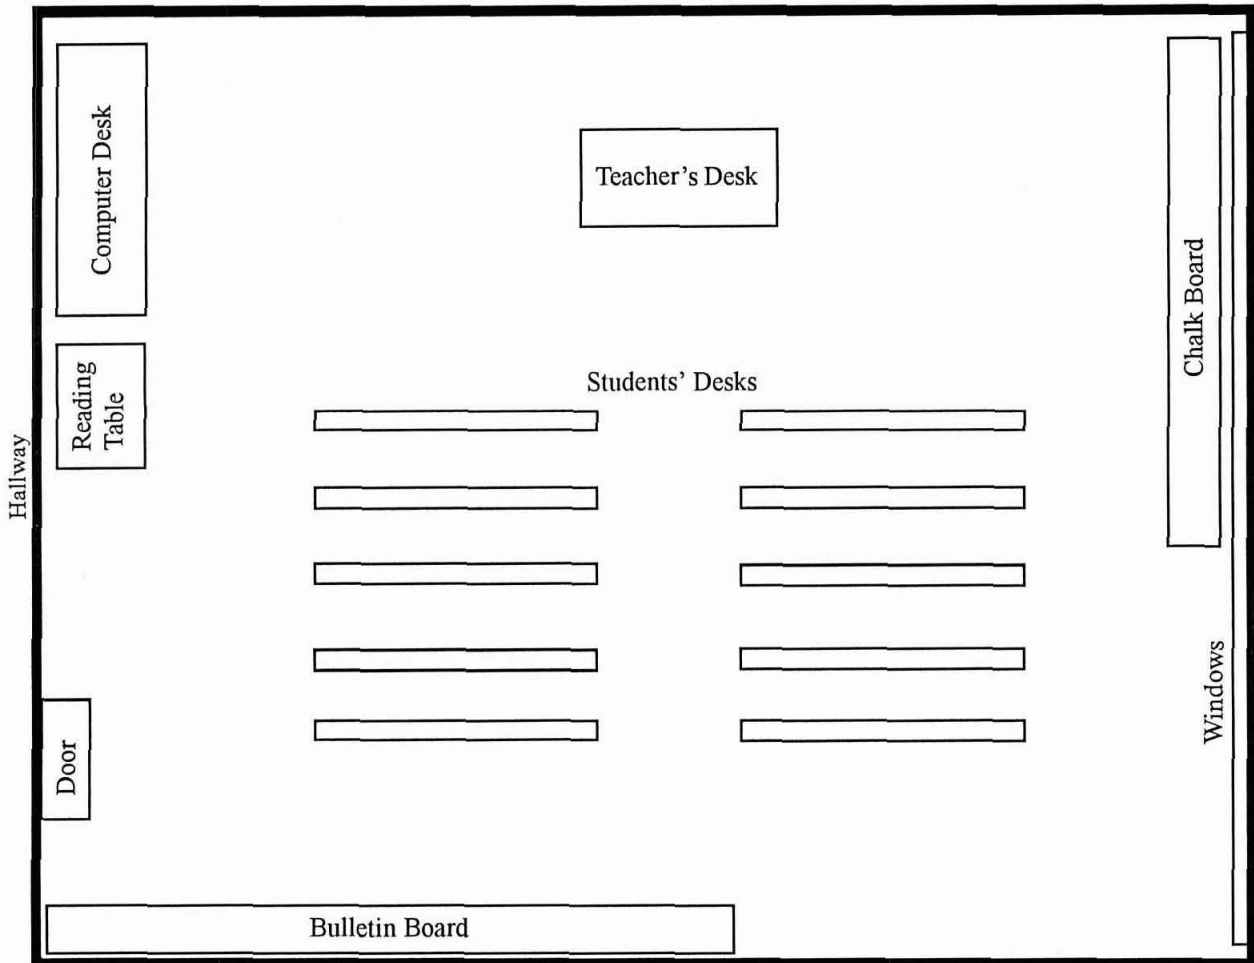 Computer Desk
Teacher's Desk
Chalk Board
Reading
Table
Students' Desks
Hallway
Windows
Door
Bulletin Board